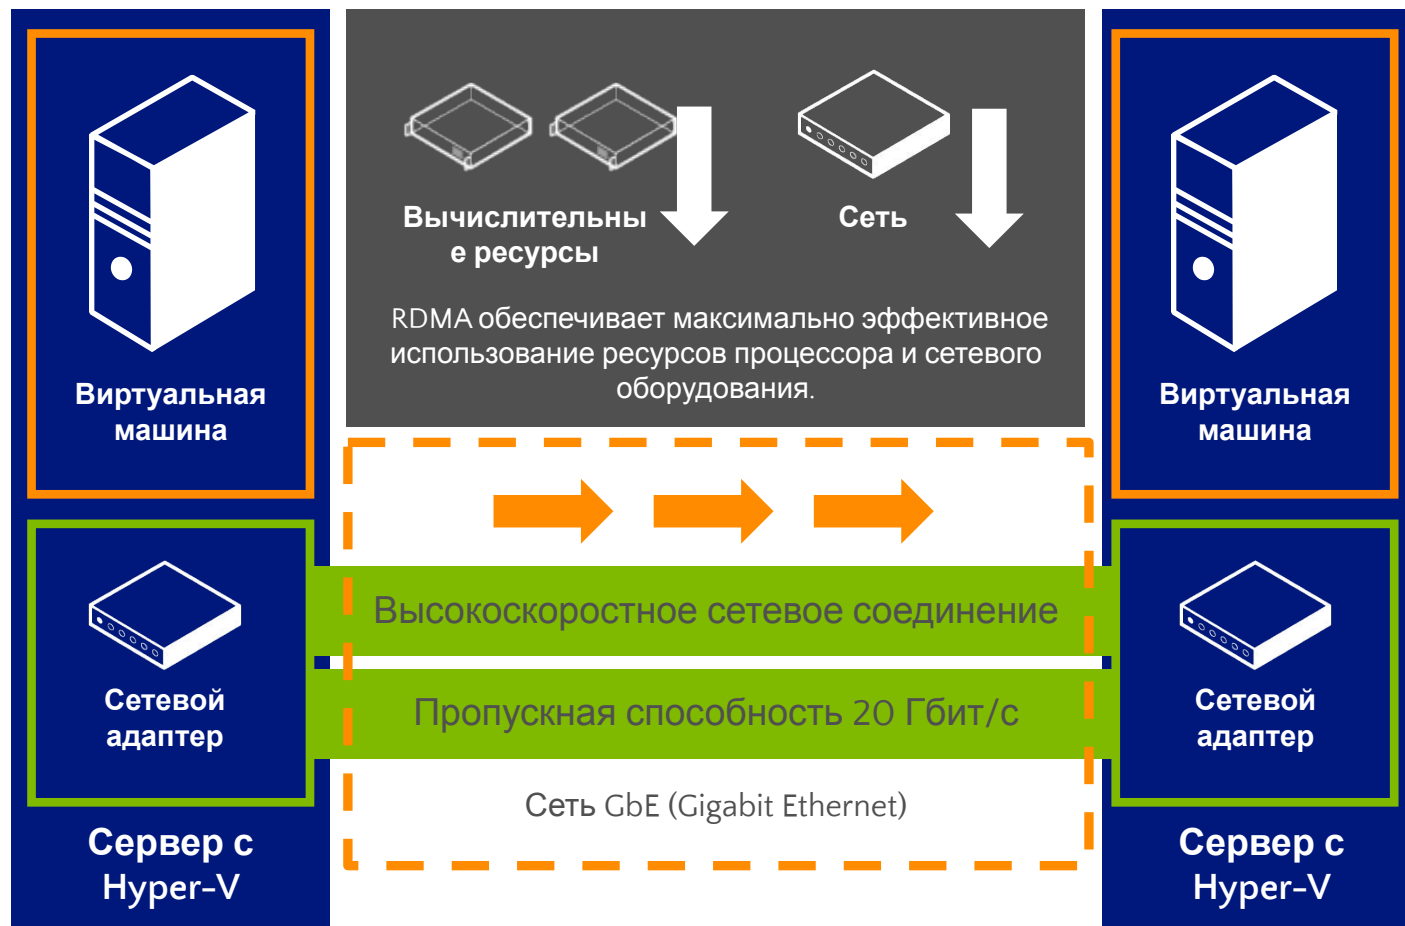 Виртуальная
машина
Сетевой
адаптер
Сервер с
Hyper-V
Вычислительны
е ресурсы
Сеть
RDMA обеспечивает максимально эффективное
использование ресурсов процессора и сетевого
оборудования.
Высокоскоростное сетевое соединение
Пропускная способность 20 Гбит/с
Сеть GbE (Gigabit Ethernet)
Виртуальная
машина
Сетевой
адаптер
Сервер с
Hyper-V